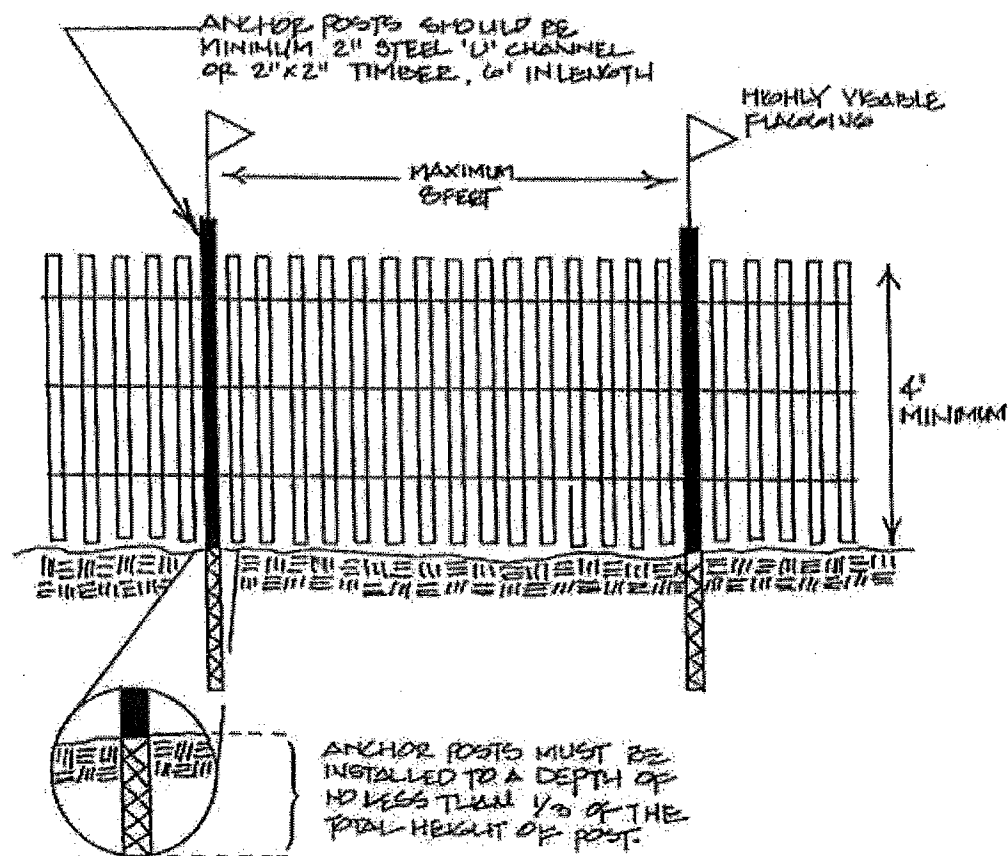 ANCHOR POSTS SHOULD BE
MINIMUM 2" STEEL 'U' CHANNEL
OR 2"X2" TIMBER, 6' IN LENGTH
HIGHLY VISABLE
FLAGGING
MAXIMUM
8 FEET
4'
MINIMUM
ANCHOR POSTS MUST BE
INSTALLED TO A DEPTH OF
NO LESS THAN 1/3 OF THE
TOTAL HEIGHT OF POST.